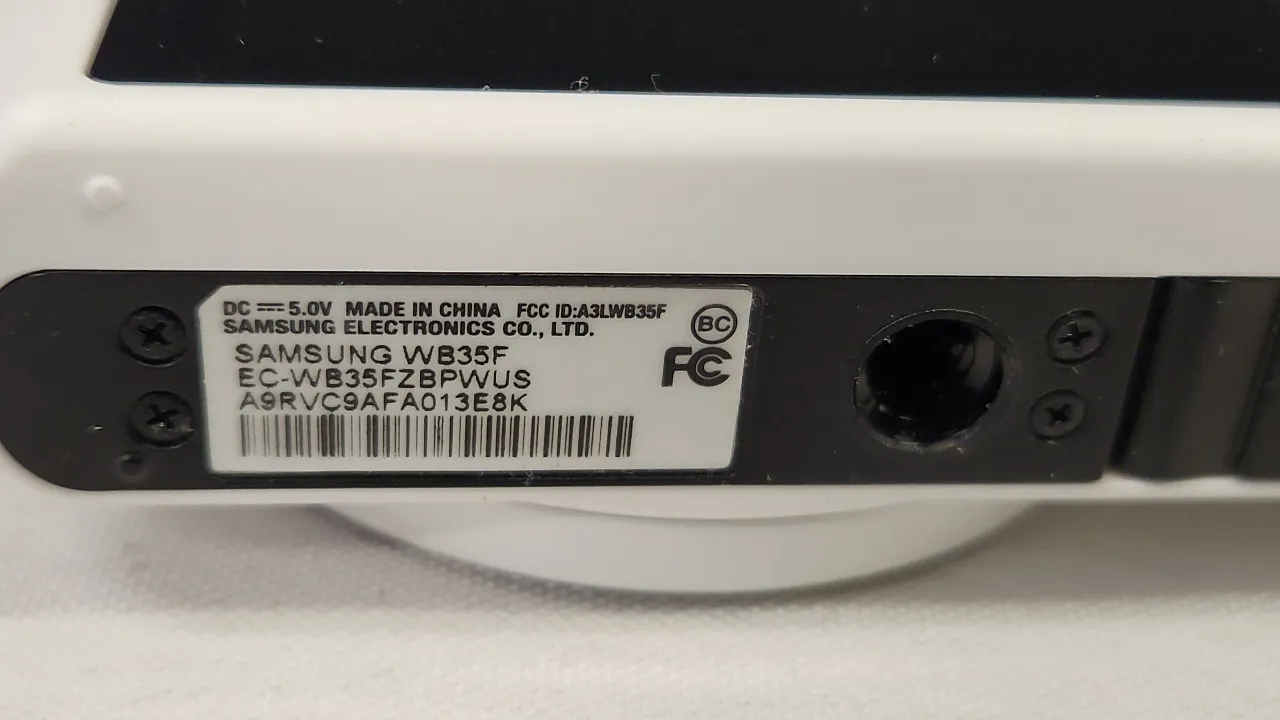 DC ⎓ 5.0V MADE IN CHINA FCC ID:A3LWB35F
SAMSUNG ELECTRONICS CO., LTD.
BC
SAMSUNG WB35F
FC
EC-WB35FZBPWUS
A9RVC9AFA013E8K